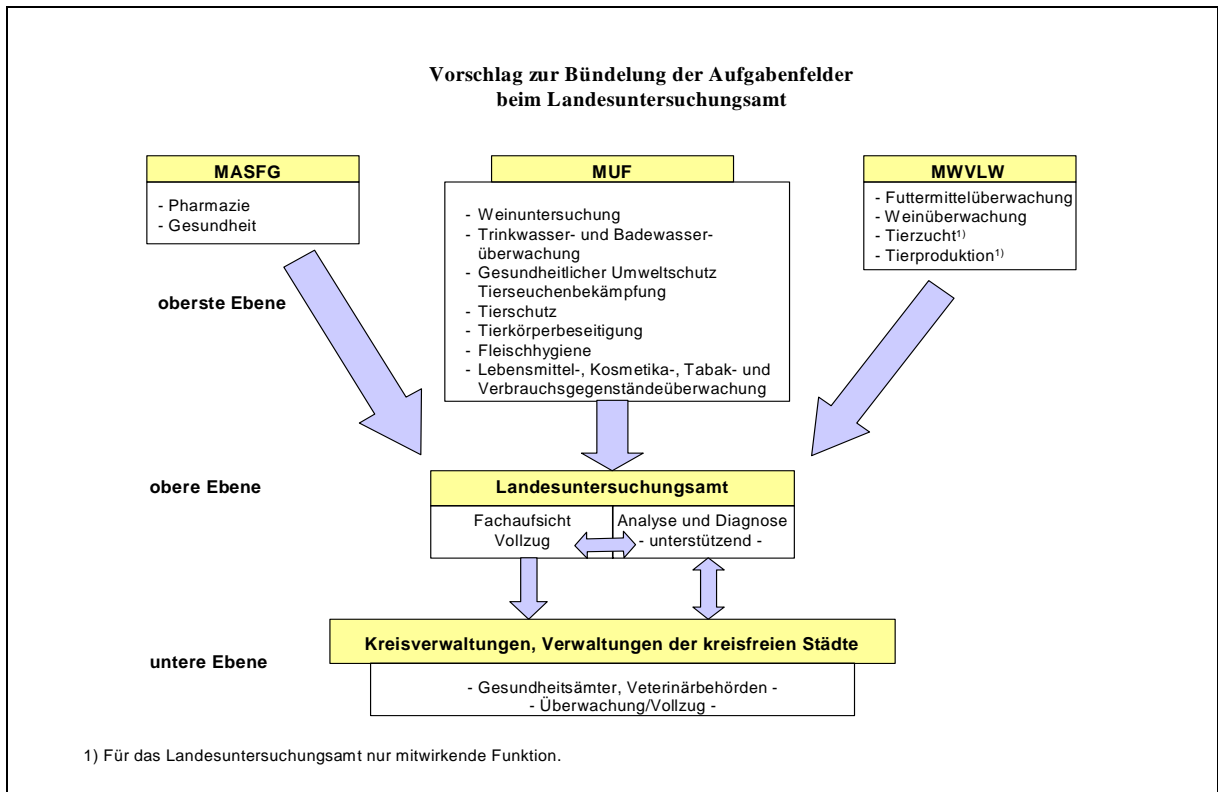 Vorschlag zur Bündelung der Aufgabenfelder
beim Landesuntersuchungsamt
MASFG
- Pharmazie
- Gesundheit
MUF
- Weinuntersuchung
- Trinkwasser- und Badewasser-
überwachung
- Gesundheitlicher Umweltschutz
Tierseuchenbekämpfung
- Tierschutz
- Tierkörperbeseitigung
- Fleischhygiene
- Lebensmittel-, Kosmetika-, Tabak- und
Verbrauchsgegenständeüberwachung
MWVLW
- Futtermittelüberwachung
- Weinüberwachung
- Tierzucht¹⁾
- Tierproduktion¹⁾
oberste Ebene
obere Ebene
Landesuntersuchungsamt
Fachaufsicht
Vollzug
Analyse und Diagnose
- unterstützend -
untere Ebene
Kreisverwaltungen, Verwaltungen der kreisfreien Städte
- Gesundheitsämter, Veterinärbehörden -
- Überwachung/Vollzug -
1) Für das Landesuntersuchungsamt nur mitwirkende Funktion.